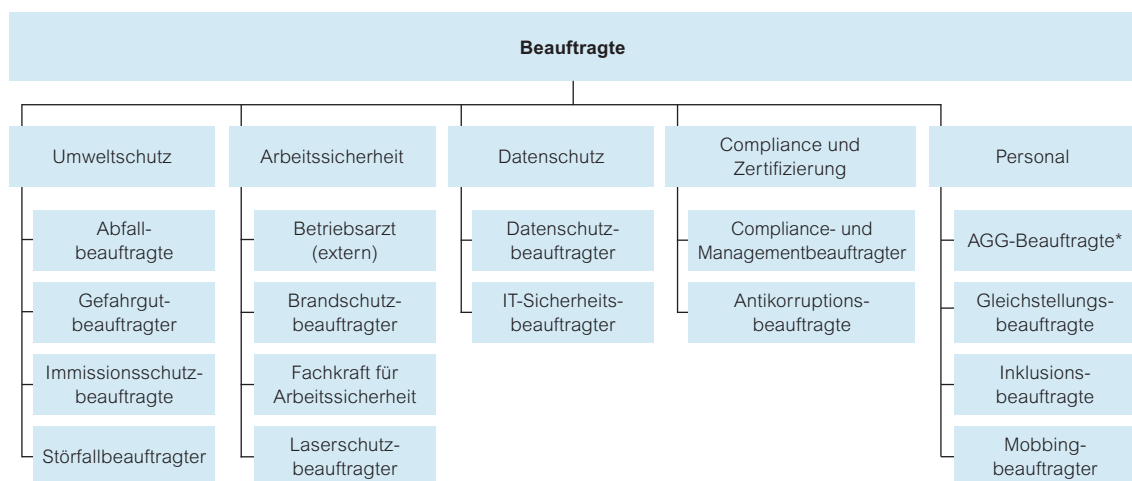 Beauftragte
Umweltschutz
Abfall-
beauftragte
Gefahrgut-
beauftragter
Immissionsschutz-
beauftragte
Störfallbeauftragter
Arbeitssicherheit
Betriebsarzt
(extern)
Brandschutz-
beauftragter
Fachkraft für
Arbeitssicherheit
Laserschutz-
beauftragter
Datenschutz
Datenschutz-
beauftragter
IT-Sicherheits-
beauftragter
Compliance und
Zertifizierung
Compliance- und
Managementbeauftragter
Antikorruptions-
beauftragte
Personal
AGG-Beauftragte*
Gleichstellungs-
beauftragte
Inklusions-
beauftragte
Mobbing-
beauftragter